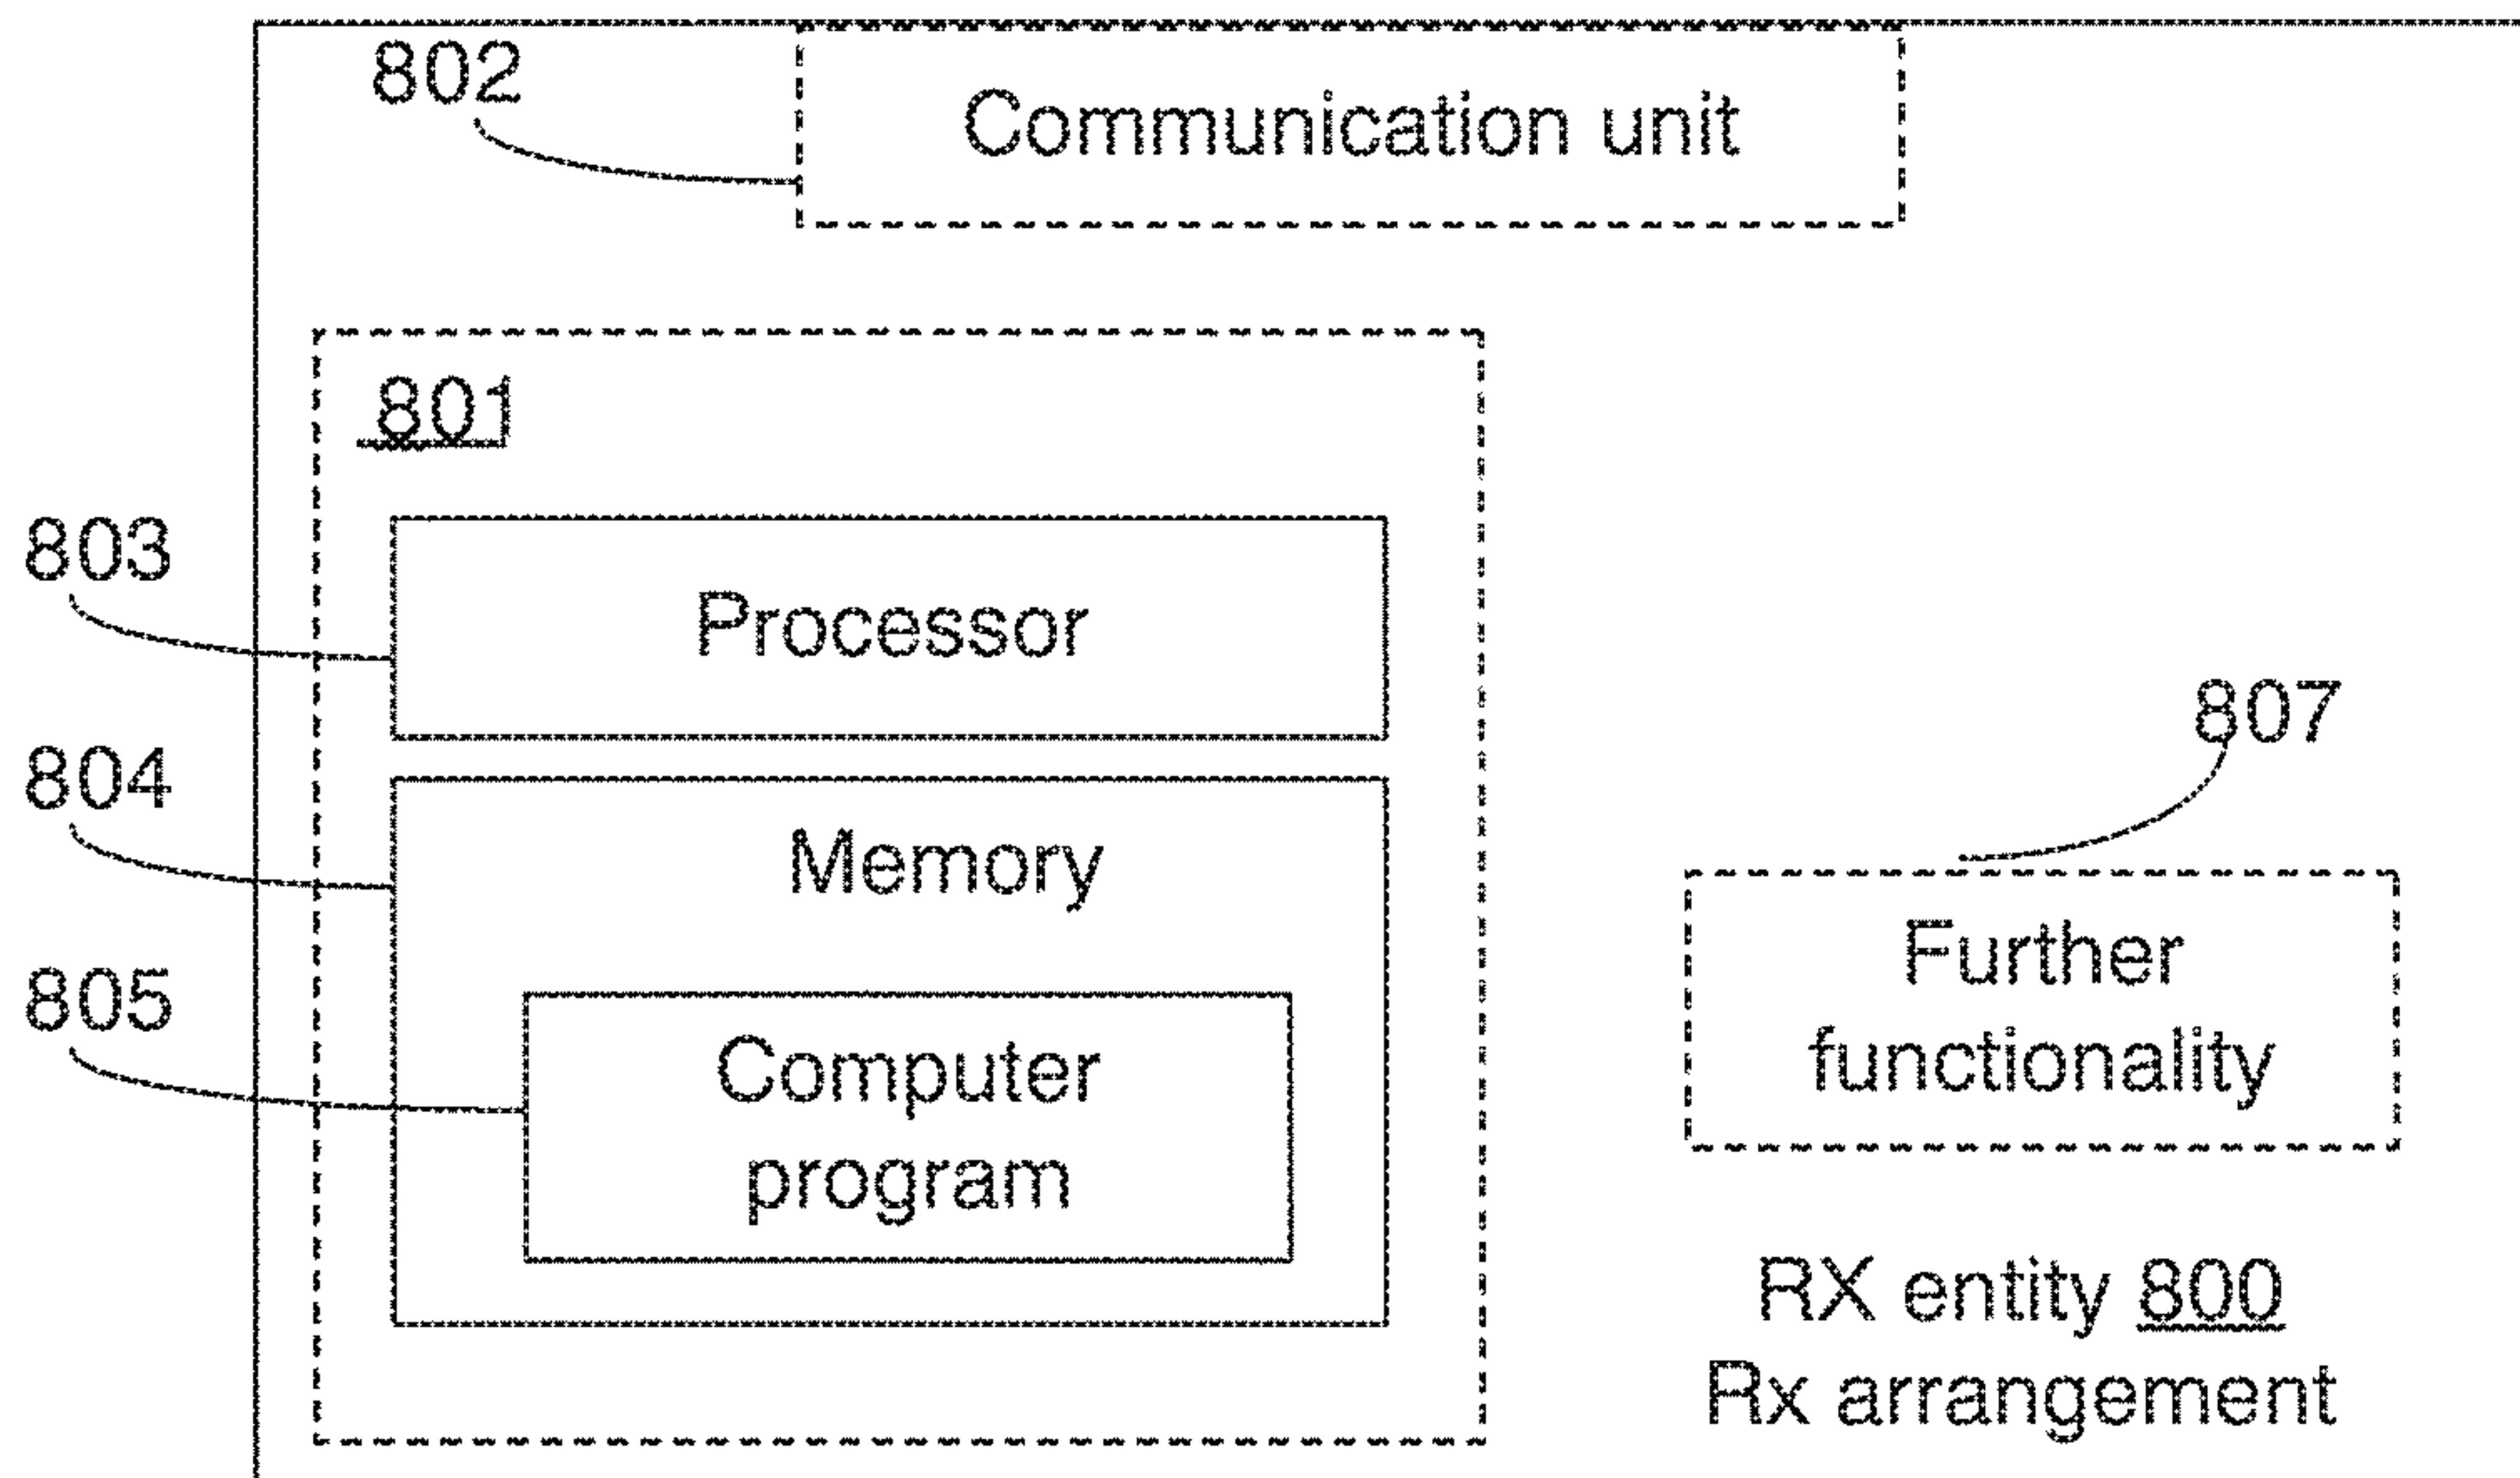 802
Communication unit
801
803
Processor
807
804
Memory
Further
functionality
805
Computer
program
RX entity 800
Rx arrangement